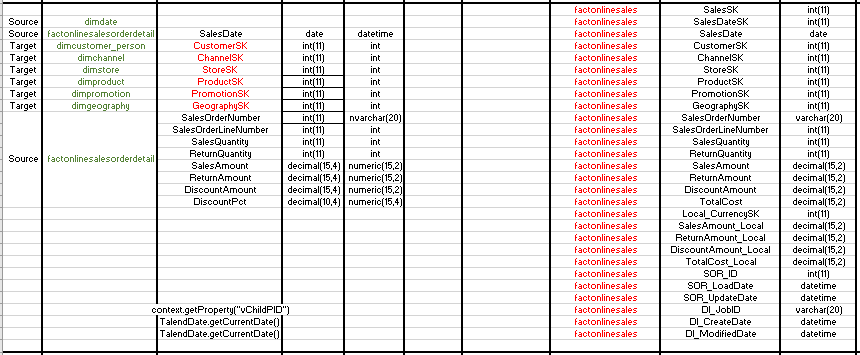 factonlinesales SalesSK int(11)
Source dimdate factonlinesales SalesDateSK int(11)
Source factonlinesalesorderdetail SalesDate date datetime factonlinesales SalesDate date
Target dimcustomer_person CustomerSK int(11) int factonlinesales CustomerSK int(11)
Target dimchannel ChannelSK int(11) int factonlinesales ChannelSK int(11)
Target dimstore StoreSK int(11) int factonlinesales StoreSK int(11)
Target dimproduct ProductSK int(11) int factonlinesales ProductSK int(11)
Target dimpromotion PromotionSK int(11) int factonlinesales PromotionSK int(11)
Target dimgeography GeographySK int(11) int factonlinesales GeographySK int(11)
SalesOrderNumber int(11) nvarchar(20) factonlinesales SalesOrderNumber varchar(20)
SalesOrderLineNumber int(11) int factonlinesales SalesOrderLineNumber int(11)
SalesQuantity int(11) int factonlinesales SalesQuantity int(11)
Source factonlinesalesorderdetail ReturnQuantity int(11) int factonlinesales ReturnQuantity int(11)
SalesAmount decimal(15,4) numeric(15,2) factonlinesales SalesAmount decimal(15,2)
ReturnAmount decimal(15,4) numeric(15,2) factonlinesales ReturnAmount decimal(15,2)
DiscountAmount decimal(15,4) numeric(15,2) factonlinesales DiscountAmount decimal(15,2)
DiscountPct decimal(10,4) numeric(15,4) factonlinesales TotalCost decimal(15,2)
factonlinesales Local_CurrencySK int(11)
factonlinesales SalesAmount_Local decimal(15,2)
factonlinesales ReturnAmount_Local decimal(15,2)
factonlinesales DiscountAmount_Local decimal(15,2)
factonlinesales TotalCost_Local decimal(15,2)
factonlinesales SOR_ID int(11)
factonlinesales SOR_LoadDate datetime
factonlinesales SOR_UpdateDate datetime
context.getProperty("vChildPID") factonlinesales DI_JobID varchar(20)
TalendDate.getCurrentDate() factonlinesales DI_CreateDate datetime
TalendDate.getCurrentDate() factonlinesales DI_ModifiedDate datetime